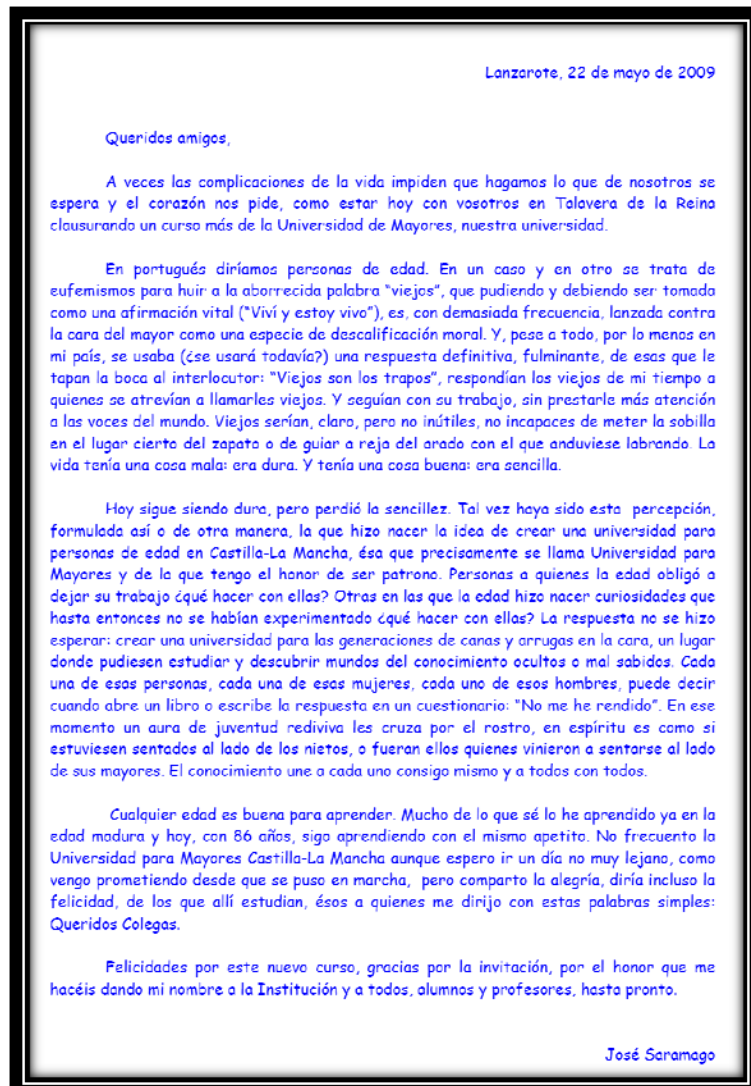 Lanzarote, 22 de mayo de 2009
Queridos amigos,
A veces las complicaciones de la vida impiden que hagamos lo que de nosotros se
espera y el corazón nos pide, como estar hoy con vosotros en Talavera de la Reina
clausurando un curso más de la Universidad de Mayores, nuestra universidad.
En portugués diríamos personas de edad. En un caso y en otro se trata de
eufemismos para huir a la aborrecida palabra "viejos", que pudiendo y debiendo ser tomada
como una afirmación vital ("Viví y estoy vivo"), es, con demasiada frecuencia, lanzada contra
la cara del mayor como una especie de descalificación moral. Y, pese a todo, por lo menos en
mi país, se usaba (¿se usará todavía?) una respuesta definitiva, fulminante, de esas que le
tapan la boca al interlocutor: "Viejos son los trapos", respondían los viejos de mi tiempo a
quienes se atrevían a llamarles viejos. Y seguían con su trabajo, sin prestarle más atención
a las voces del mundo. Viejos serían, claro, pero no inútiles, no incapaces de meter la sobilla
en el lugar cierto del zapato o de guiar a reja del arado con el que anduviese labrando. La
vida tenía una cosa mala: era dura. Y tenía una cosa buena: era sencilla.
Hoy sigue siendo dura, pero perdió la sencillez. Tal vez haya sido esta percepción,
formulada así o de otra manera, la que hizo nacer la idea de crear una universidad para
personas de edad en Castilla-La Mancha, ésa que precisamente se llama Universidad para
Mayores y de la que tengo el honor de ser patrono. Personas a quienes la edad obligó a
dejar su trabajo ¿qué hacer con ellas? Otras en las que la edad hizo nacer curiosidades que
hasta entonces no se habían experimentado ¿qué hacer con ellas? La respuesta no se hizo
esperar: crear una universidad para las generaciones de canas y arrugas en la cara, un lugar
donde pudiesen estudiar y descubrir mundos del conocimiento ocultos o mal sabidos. Cada
una de esas personas, cada una de esas mujeres, cada uno de esos hombres, puede decir
cuando abre un libro o escribe la respuesta en un cuestionario: "No me he rendido". En ese
momento un aura de juventud rediviva les cruza por el rostro, en espíritu es como si
estuviesen sentados al lado de los nietos, o fueran ellos quienes vinieron a sentarse al lado
de sus mayores. El conocimiento une a cada uno consigo mismo y a todos con todos.
Cualquier edad es buena para aprender. Mucho de lo que sé lo he aprendido ya en la
edad madura y hoy, con 86 años, sigo aprendiendo con el mismo apetito. No frecuento la
Universidad para Mayores Castilla-La Mancha aunque espero ir un día no muy lejano, como
vengo prometiendo desde que se puso en marcha, pero comparto la alegría, diría incluso la
felicidad, de los que allí estudian, ésos a quienes me dirijo con estas palabras simples:
Queridos Colegas.
Felicidades por este nuevo curso, gracias por la invitación, por el honor que me
hacéis dando mi nombre a la Institución y a todos, alumnos y profesores, hasta pronto.
José Saramago